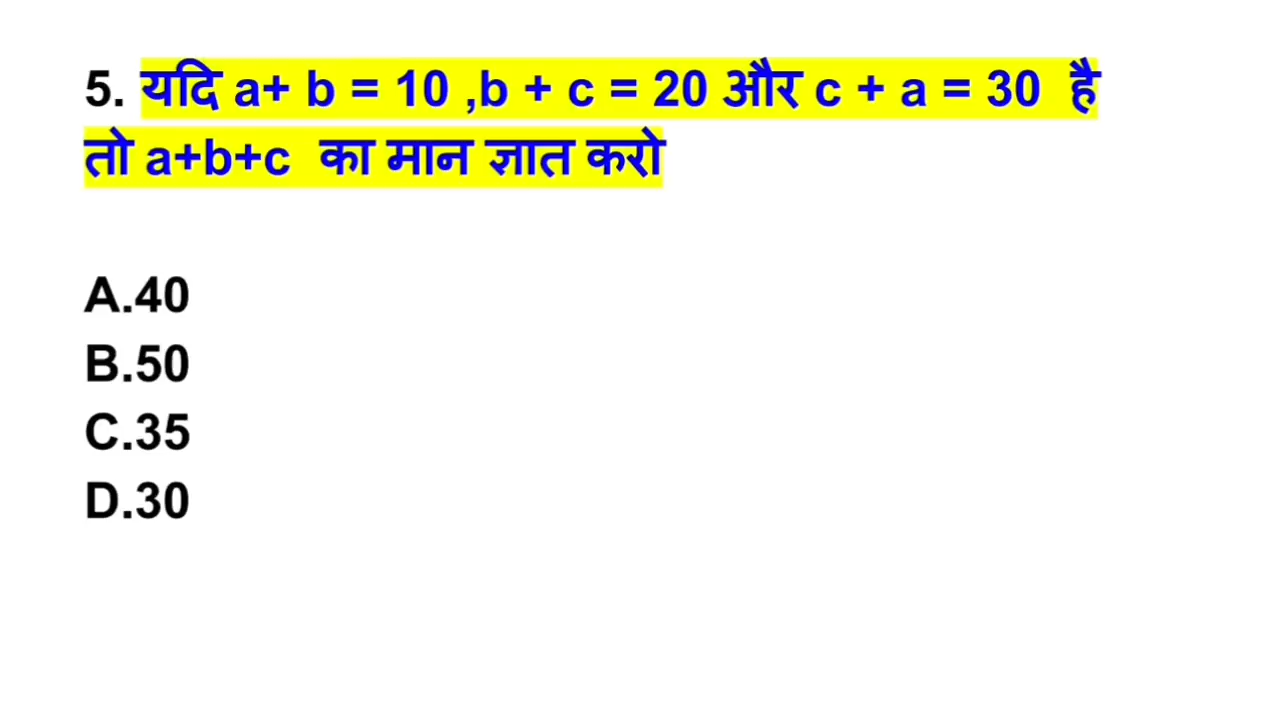 5. यदि a+ b = 10 ,b + c = 20 और c + a = 30 है
तो a+b+c का मान ज्ञात करो
A.40
B.50
C.35
D.30